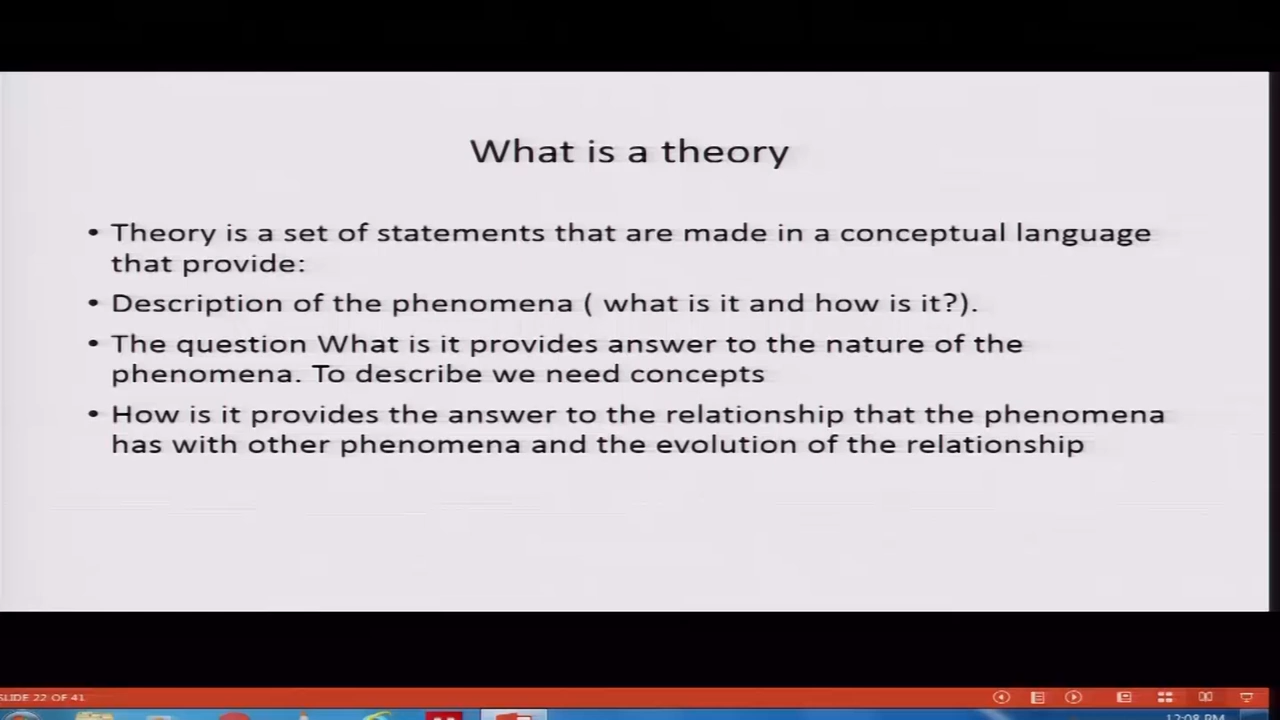 What is a theory
• Theory is a set of statements that are made in a conceptual language
that provide:
• Description of the phenomena ( what is it and how is it?).
• The question What is it provides answer to the nature of the
phenomena. To describe we need concepts
• How is it provides the answer to the relationship that the phenomena
has with other phenomena and the evolution of the relationship
SLIDE 22 OF 41
12:08 PM